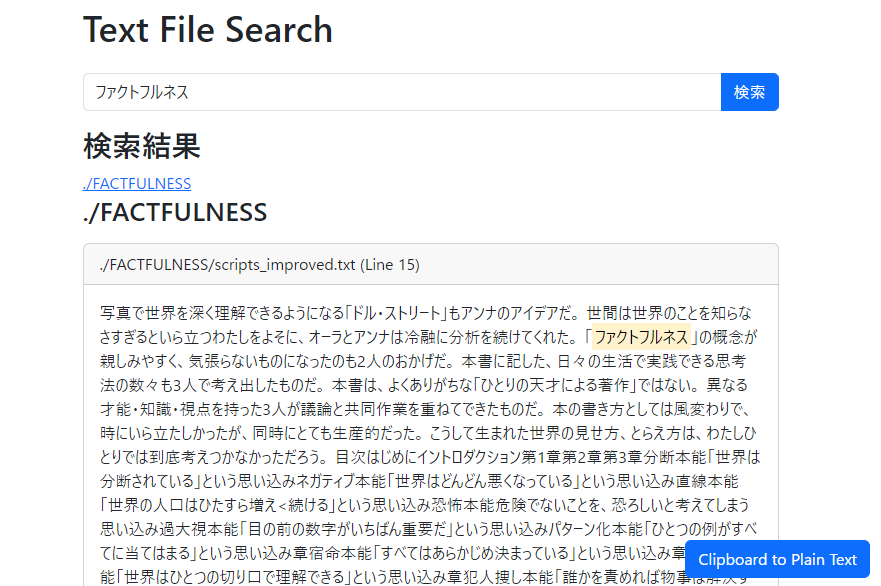 Text File Search
ファクトフルネス
検索
検索結果
./FACTFULNESS
./FACTFULNESS
./FACTFULNESS/scripts_improved.txt (Line 15)
写真で世界を深く理解できるようになる「ドル・ストリート」もアンナのアイデアだ。 世間は世界のことを知らな
さすぎるといら立つわたしをよそに、オーラとアンナは冷融に分析を続けてくれた。 「ファクトフルネス」の概念が
親しみやすく、気張らないものになったのも2人のおかげだ。 本書に記した、日々の生活で実践できる思考
法の数々も3人で考え出したものだ。 本書は、よくありがちな「ひとりの天才による著作」ではない。 異なる
才能・知識・視点を持った3人が議論と共同作業を重ねてできたものだ。 本の書き方としては風変わりで、
時にいら立たしかったが、同時にとても生産的だった。 こうして生まれた世界の見せ方、とらえ方は、わたしひ
とりでは到底考えつかなかっただろう。 目次はじめにイントロダクション第1章第2章第3章分断本能「世界は
分断されている」という思い込みネガティブ本能「世界はどんどん悪くなっている」という思い込み直線本能
「世界の人口はひたすら増え<続ける」という思い込み恐怖本能危険でないことを、恐ろしいと考えてしまう
思い込み過大視本能「目の前の数字がいちばん重要だ」という思い込みパターン化本能「ひとつの例がすべ
てに当てはまる」という思い込み章宿命本能「すべてはあらかじめ決まっている」という思い込み章
能「世界はひとつの切り口で理解できる」という思い込み章犯人捜し本能「誰かを責めれば物事は解決す
Clipboard to Plain Text